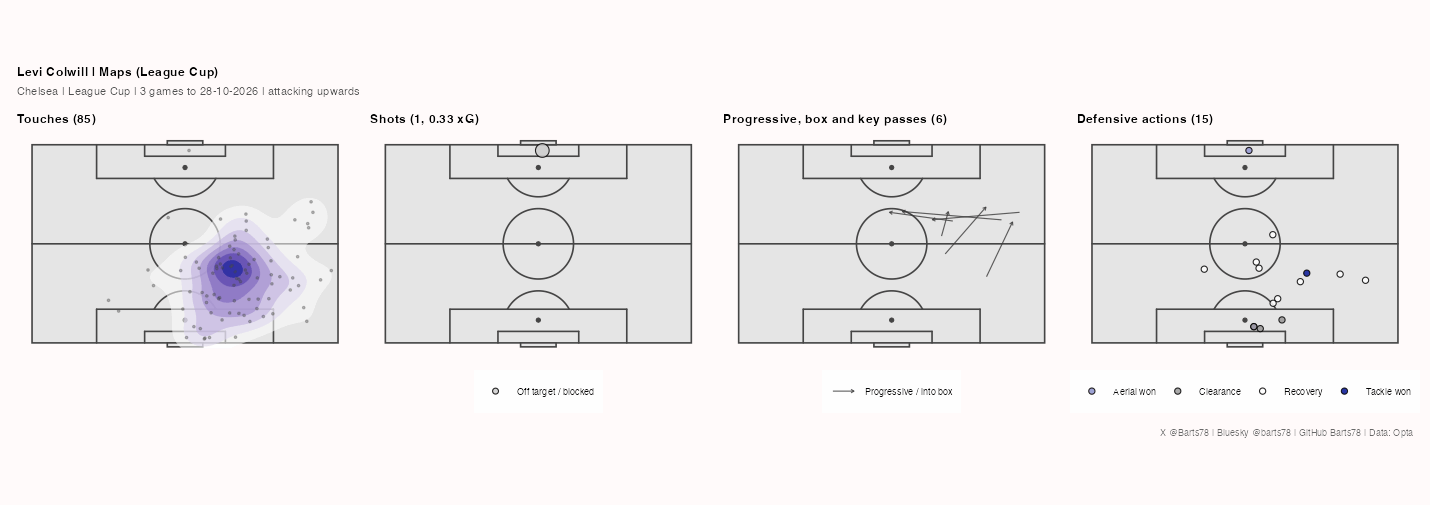 Levi Colwill | Maps (League Cup)
Chelsea | League Cup | 3 games to 28-10-2026 | attacking upwards
Touches (85)
Shots (1, 0.33 xG)
Progressive, box and key passes (6)
Defensive actions (15)
Off target / blocked
Progressive / into box
Aerial won
Clearance
Recovery
Tackle won
X @Barts78 | Bluesky @barts78 | GitHub Barts78 | Data: Opta